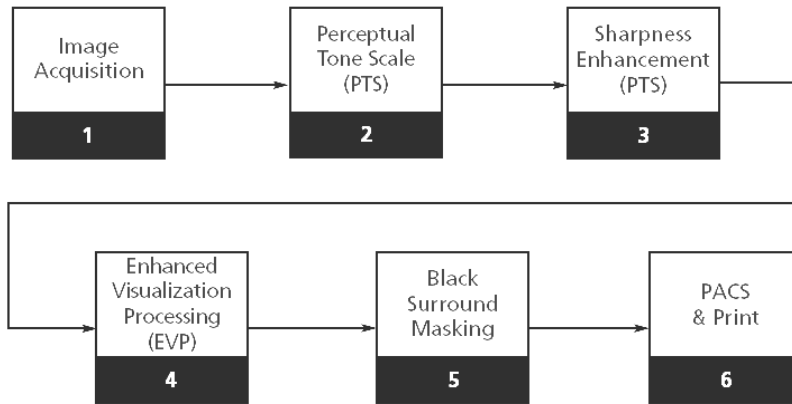 Image
Acquisition
1
Perceptual
Tone Scale
(PTS)
2
Sharpness
Enhancement
(PTS)
3
Enhanced
Visualization
Processing
(EVP)
4
Black
Surround
Masking
5
PACS
& Print
6